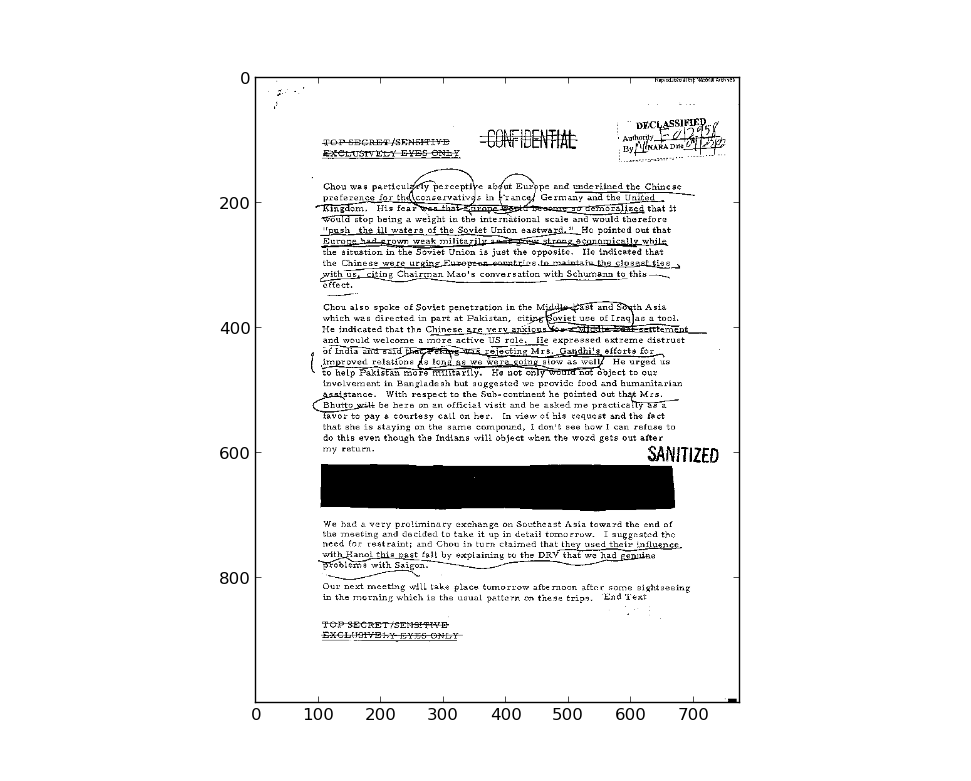 Reproduced at the National Archives
DECLASSIFIED
Authority
By NARA Date
TOP SECRET/SENSITIVE
CONFIDENTIAL
EXCLUSIVELY EYES ONLY
Chou was particularly perceptive about Europe and underlined the Chinese
preference for the conservatives in France, Germany and the United
Kingdom. His fear was that Europe would become so demoralized that it
would stop being a weight in the international scale and would therefore
"push the ill waters of the Soviet Union eastward." He pointed out that
Europe had grown weak militarily and grew strong economically while
the situation in the Soviet Union is just the opposite. He indicated that
the Chinese were urging European countries to maintain the closest ties
with us, citing Chairman Mao's conversation with Schumann to this
effect.
Chou also spoke of Soviet penetration in the Middle East and South Asia
which was directed in part at Pakistan, citing Soviet use of Iraq as a tool.
He indicated that the Chinese are very anxious for a Middle East settlement
and would welcome a more active US role. He expressed extreme distrust
of India and said that Peking was rejecting Mrs. Gandhi's efforts for
improved relations as long as we were going slow as well. He urged us
to help Pakistan more militarily. He not only would not object to our
involvement in Bangladesh but suggested we provide food and humanitarian
assistance. With respect to the Sub-continent he pointed out that Mrs.
Bhutto will be here on an official visit and he asked me practically as a
favor to pay a courtesy call on her. In view of his request and the fact
that she is staying on the same compound, I don't see how I can refuse to
do this even though the Indians will object when the word gets out after
my return.
SANITIZED
We had a very preliminary exchange on Southeast Asia toward the end of
the meeting and decided to take it up in detail tomorrow. I suggested the
need for restraint; and Chou in turn claimed that they used their influence
with Hanoi this past fall by explaining to the DRV that we had genuine
problems with Saigon.
Our next meeting will take place tomorrow afternoon after some sightseeing
in the morning which is the usual pattern on these trips. End Text
TOP SECRET/SENSITIVE
EXCLUSIVELY EYES ONLY
0
200
400
600
800
0 100 200 300 400 500 600 700